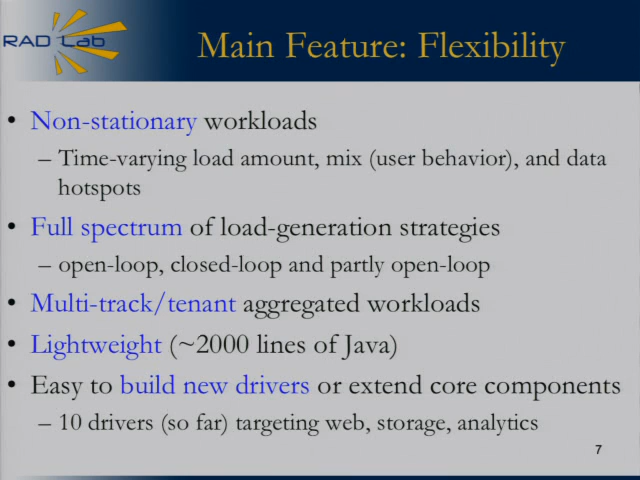 RAD Lab
Main Feature: Flexibility
• Non-stationary workloads
– Time-varying load amount, mix (user behavior), and data
hotspots
• Full spectrum of load-generation strategies
– open-loop, closed-loop and partly open-loop
• Multi-track/tenant aggregated workloads
• Lightweight (~2000 lines of Java)
• Easy to build new drivers or extend core components
– 10 drivers (so far) targeting web, storage, analytics
7